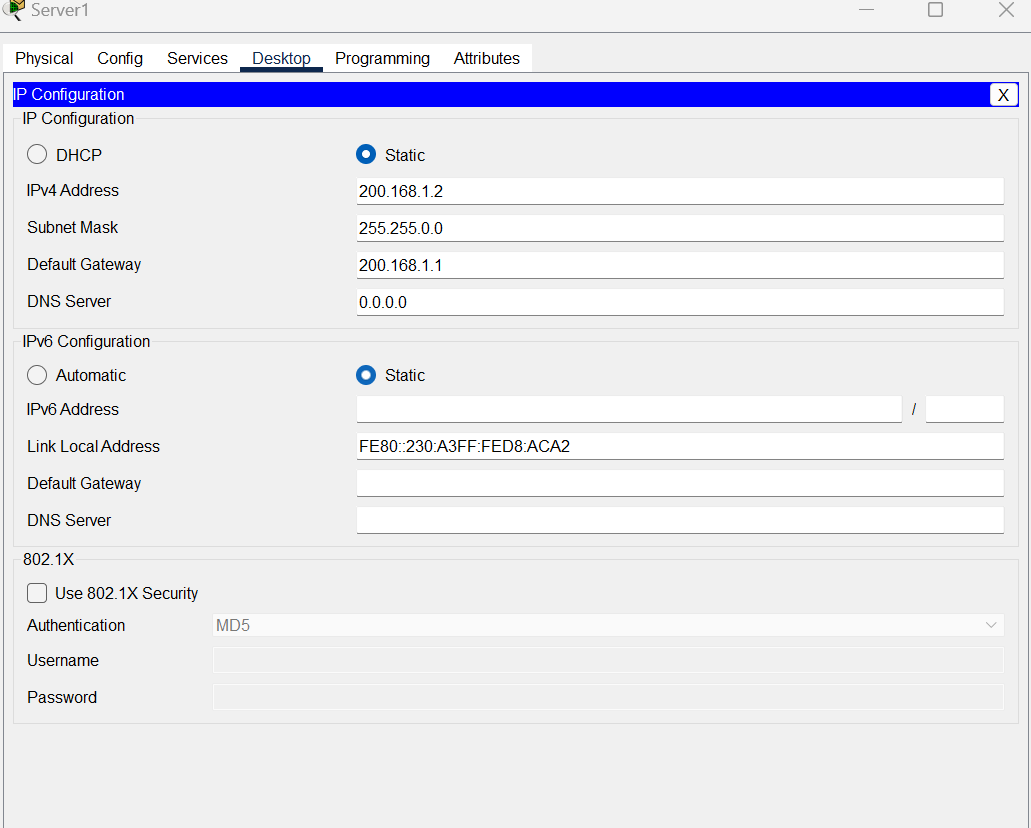 Server1
Physical Config Services Desktop Programming Attributes
IP Configuration X
IP Configuration
DHCP Static
IPv4 Address 200.168.1.2
Subnet Mask 255.255.0.0
Default Gateway 200.168.1.1
DNS Server 0.0.0.0
IPv6 Configuration
Automatic Static
IPv6 Address /
Link Local Address FE80::230:A3FF:FED8:ACA2
Default Gateway
DNS Server
802.1X
Use 802.1X Security
Authentication MD5
Username
Password